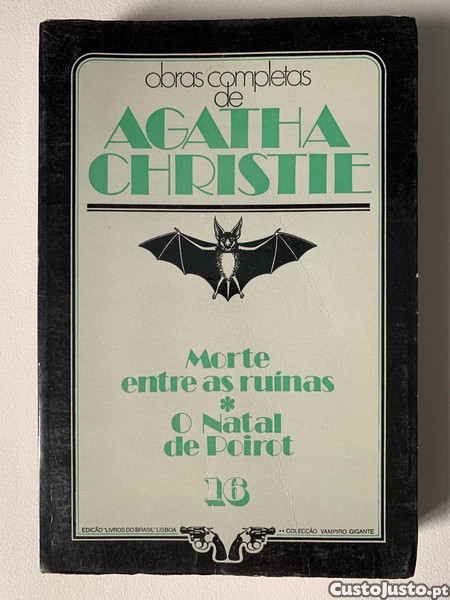 obras completas
de
AGATHA
CHRISTIE
Morte
entre as ruínas
*
O Natal
de Poirot
16
EDIÇÃO "LIVROS DO BRASIL" LISBOA
•• COLECÇÃO VAMPIRO GIGANTE
CustoJusto.pt